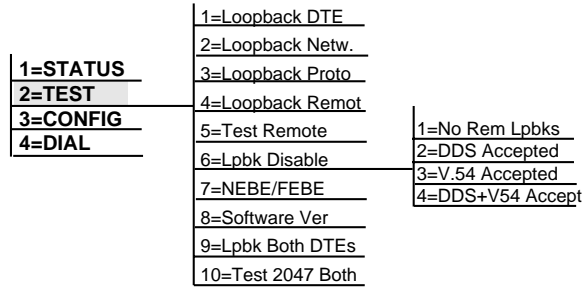 1=STATUS
2=TEST
3=CONFIG
4=DIAL
1=Loopback DTE
2=Loopback Netw.
3=Loopback Proto
4=Loopback Remot
5=Test Remote
6=Lpbk Disable
7=NEBE/FEBE
8=Software Ver
9=Lpbk Both DTEs
10=Test 2047 Both
1=No Rem Lpbks
2=DDS Accepted
3=V.54 Accepted
4=DDS+V54 Accept